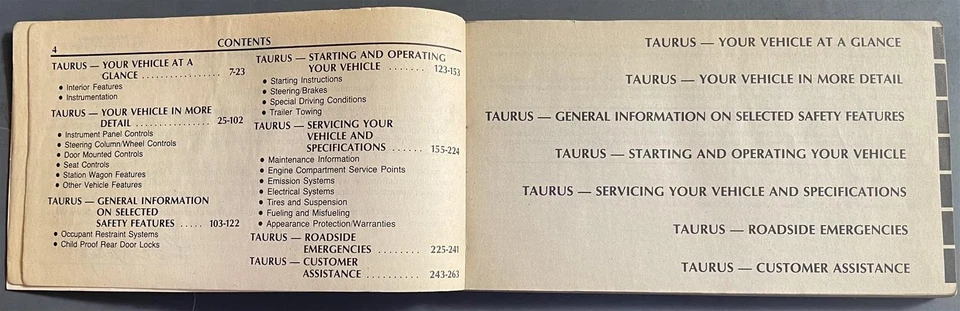 4
CONTENTS
TAURUS — YOUR VEHICLE AT A
GLANCE ................ 7-23
• Interior Features
• Instrumentation
TAURUS — YOUR VEHICLE IN MORE
DETAIL ............... 25-102
• Instrument Panel Controls
• Steering Column/Wheel Controls
• Door Mounted Controls
• Seat Controls
• Station Wagon Features
• Other Vehicle Features
TAURUS — GENERAL INFORMATION
ON SELECTED
SAFETY FEATURES ..... 103-122
• Occupant Restraint Systems
• Child Proof Rear Door Locks
TAURUS — STARTING AND OPERATING
YOUR VEHICLE ....... 123-153
• Starting Instructions
• Steering/Brakes
• Special Driving Conditions
• Trailer Towing
TAURUS — SERVICING YOUR
VEHICLE AND
SPECIFICATIONS ...... 155-224
• Maintenance Information
• Engine Compartment Service Points
• Emission Systems
• Electrical Systems
• Tires and Suspension
• Fueling and Misfueling
• Appearance Protection/Warranties
TAURUS — ROADSIDE
EMERGENCIES ........ 225-241
TAURUS — CUSTOMER
ASSISTANCE .......... 243-263
TAURUS — YOUR VEHICLE AT A GLANCE
TAURUS — YOUR VEHICLE IN MORE DETAIL
TAURUS — GENERAL INFORMATION ON SELECTED SAFETY FEATURES
TAURUS — STARTING AND OPERATING YOUR VEHICLE
TAURUS — SERVICING YOUR VEHICLE AND SPECIFICATIONS
TAURUS — ROADSIDE EMERGENCIES
TAURUS — CUSTOMER ASSISTANCE